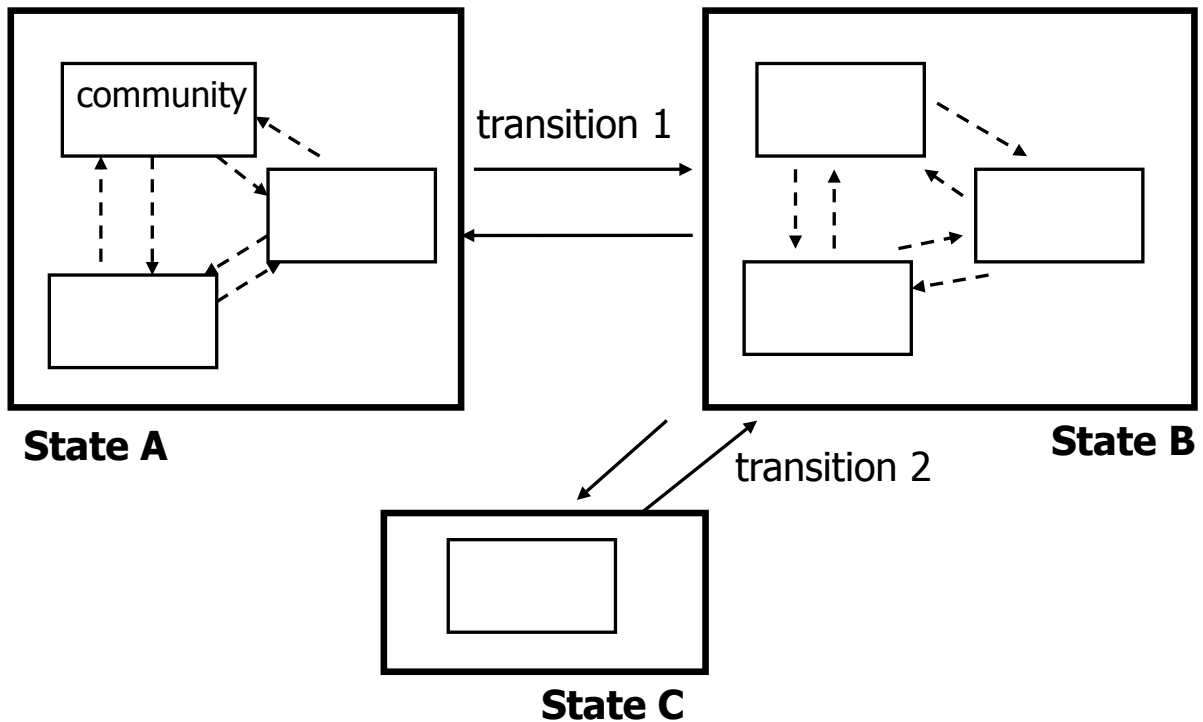 community
transition 1
State A
State B
transition 2
State C